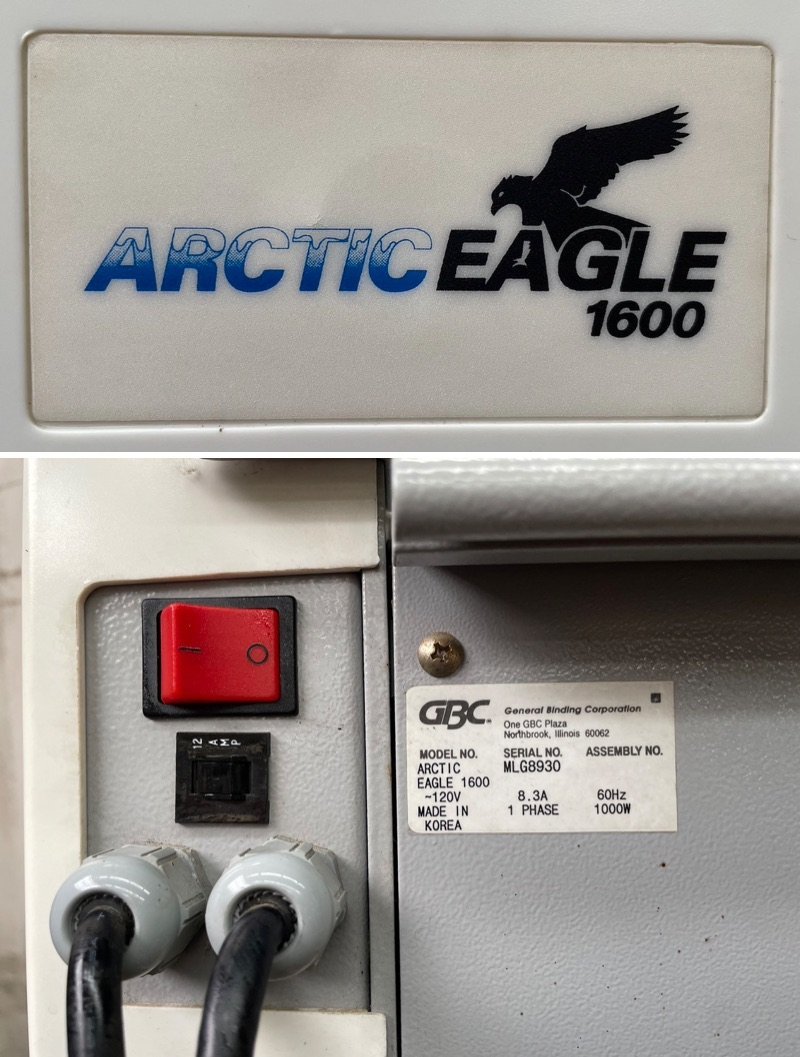 ARCTIC EAGLE
1600
I O
12 AMP
GBC General Binding Corporation
One GBC Plaza
Northbrook, Illinois 60062
MODEL NO. SERIAL NO. ASSEMBLY NO.
ARCTIC MLG8930
EAGLE 1600
~120V 8.3A 60Hz
MADE IN 1 PHASE 1000W
KOREA